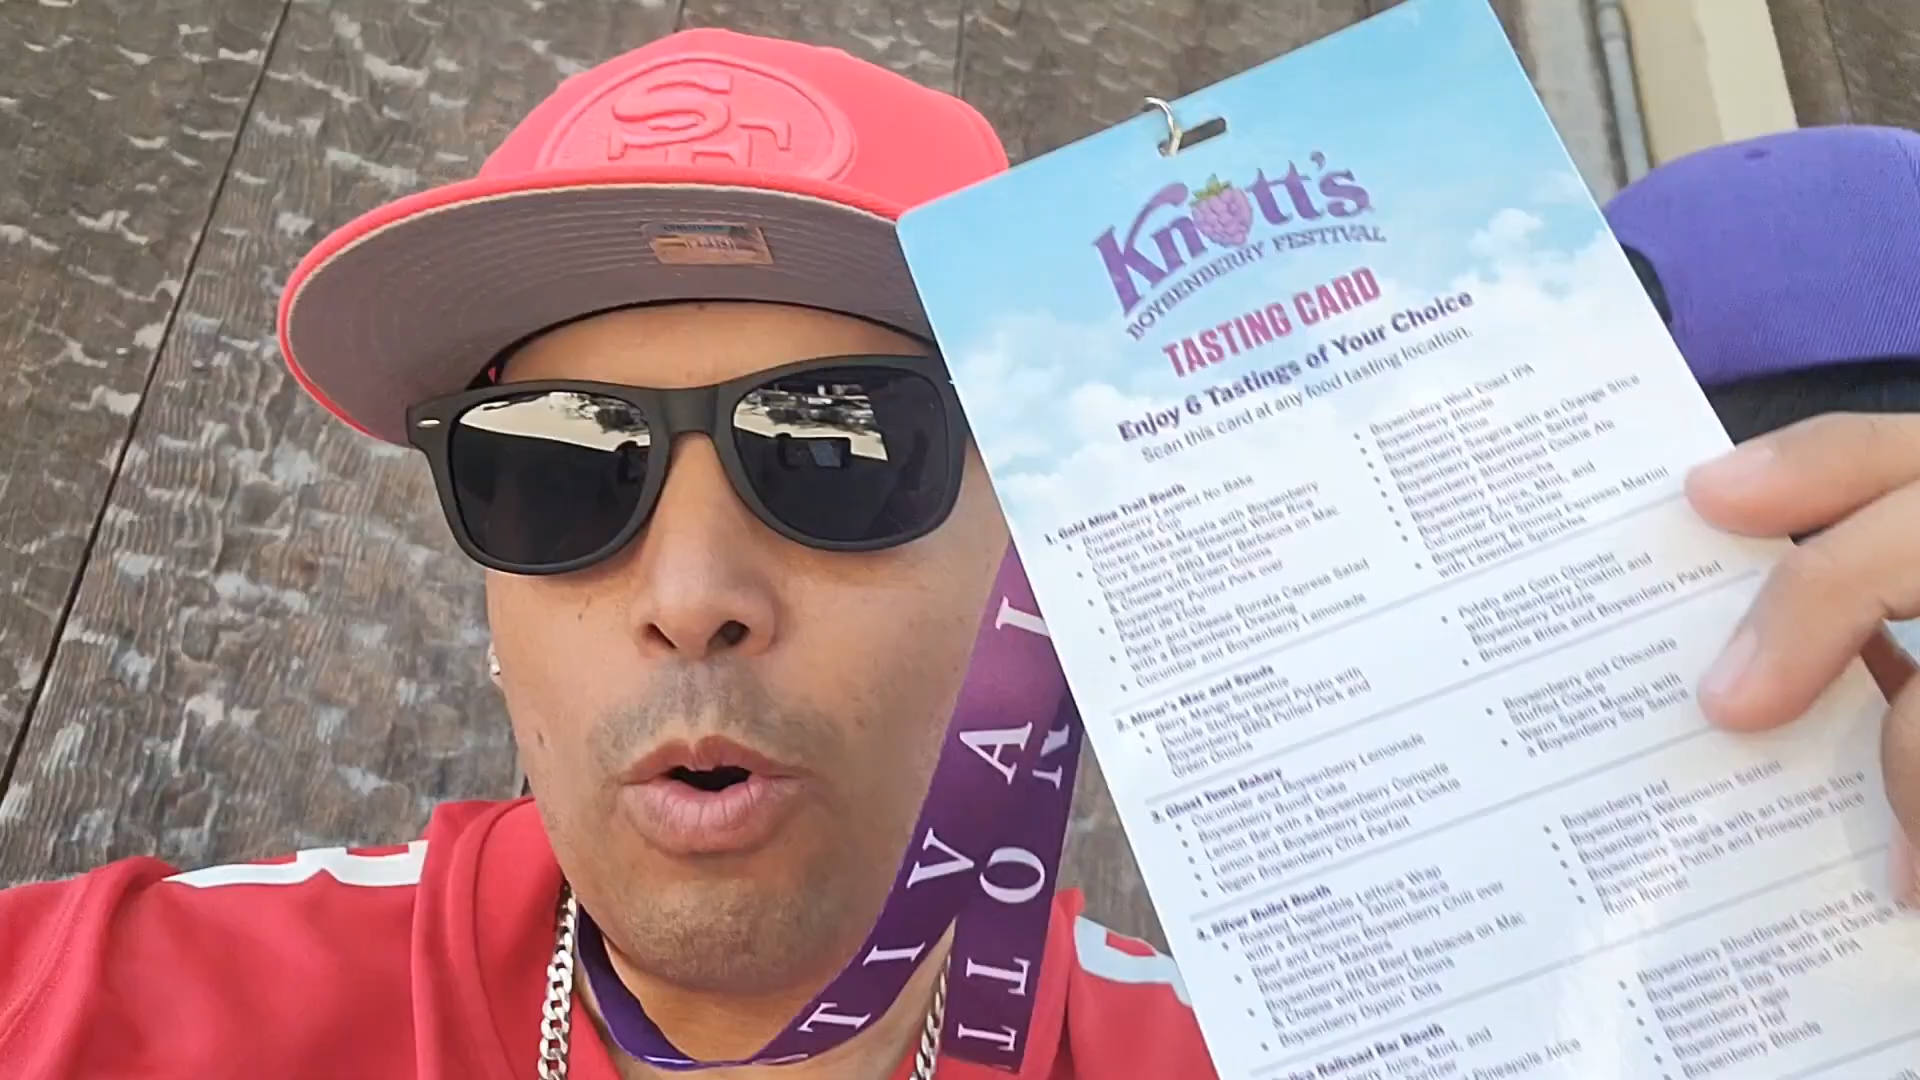 SF
Knott's
BOYSENBERRY FESTIVAL
TASTING CARD
Enjoy 6 Tastings of Your Choice
Scan this card at any food tasting location.
1. Gold Mine Trail Booth
Boysenberry Layered No Bake
Cheesecake Cup
Chicken Tikka Masala with Boysenberry
Curry Sauce over Steamed White Rice
Boysenberry BBQ Beef Barbacoa on Mac
& Cheese with Green Onions
Boysenberry Pulled Pork over
Pastel de Elote
Peach and Cheese Burrata Caprese Salad
with a Boysenberry Dressing
Cucumber and Boysenberry Lemonade
Boysenberry West Coast IPA
Boysenberry Blonde
Boysenberry Wine
Boysenberry Sangria with an Orange Slice
Boysenberry Watermelon Seltzer
Boysenberry Shortbread Cookie Ale
Boysenberry Kombucha
Boysenberry Juice, Mint, and
Cucumber Gin Spritzer
Boysenberry Rimmed Espresso Martini
with Lavender Sprinkles
2. Miner's Mac and Spuds
Berry Mango Smoothie
Double Stuffed Baked Potato with
Boysenberry BBQ Pulled Pork and
Green Onions
Potato and Corn Chowder
with Boysenberry Crostini and
Boysenberry Drizzle
Brownie Bites and Boysenberry Parfait
3. Ghost Town Bakery
Cucumber and Boysenberry Lemonade
Boysenberry Bundt Cake
Lemon Bar with a Boysenberry Compote
Lemon and Boysenberry Gourmet Cookie
Vegan Boysenberry Chia Parfait
Boysenberry and Chocolate
Stuffed Cookie
Warm Spam Musubi with
a Boysenberry Soy Sauce
4. Silver Bullet Booth
Roasted Vegetable Lettuce Wrap
with a Boysenberry Tahini Sauce
Beef and Chorizo Boysenberry Chili over
Boysenberry Mashers
Boysenberry BBQ Beef Barbacoa on Mac
& Cheese with Green Onions
Boysenberry Dippin' Dots
Boysenberry Hef
Boysenberry Watermelon Seltzer
Boysenberry Wine
Boysenberry Sangria with an Orange Slice
Boysenberry Punch and Pineapple Juice
Rum Runner
Railroad Bar Booth
Juice, Mint, and
Pineapple Juice
Boysenberry Shortbread Cookie Ale
Boysenberry Sangria with an Orange
Boysenberry Hazy Tropical IPA
Boysenberry Lager
Boysenberry Hef
Boysenberry Blonde
TIVAL
KNOTT